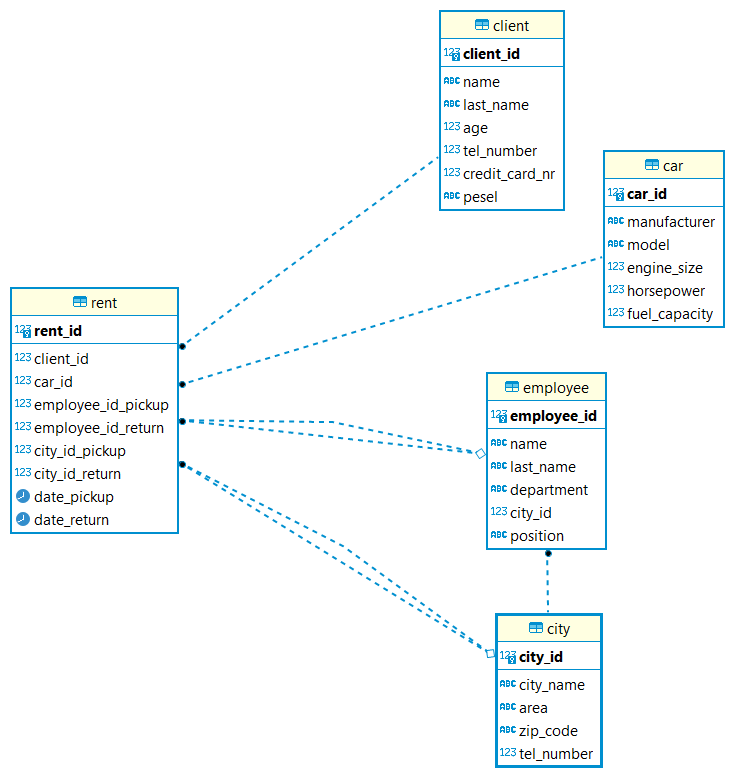 client
123 client_id
ABC name
ABC last_name
123 age
123 tel_number
123 credit_card_nr
ABC pesel
car
123 car_id
ABC manufacturer
ABC model
123 engine_size
123 horsepower
123 fuel_capacity
rent
123 rent_id
123 client_id
123 car_id
123 employee_id_pickup
123 employee_id_return
123 city_id_pickup
123 city_id_return
date_pickup
date_return
employee
123 employee_id
ABC name
ABC last_name
ABC department
123 city_id
ABC position
city
123 city_id
ABC city_name
ABC area
ABC zip_code
123 tel_number